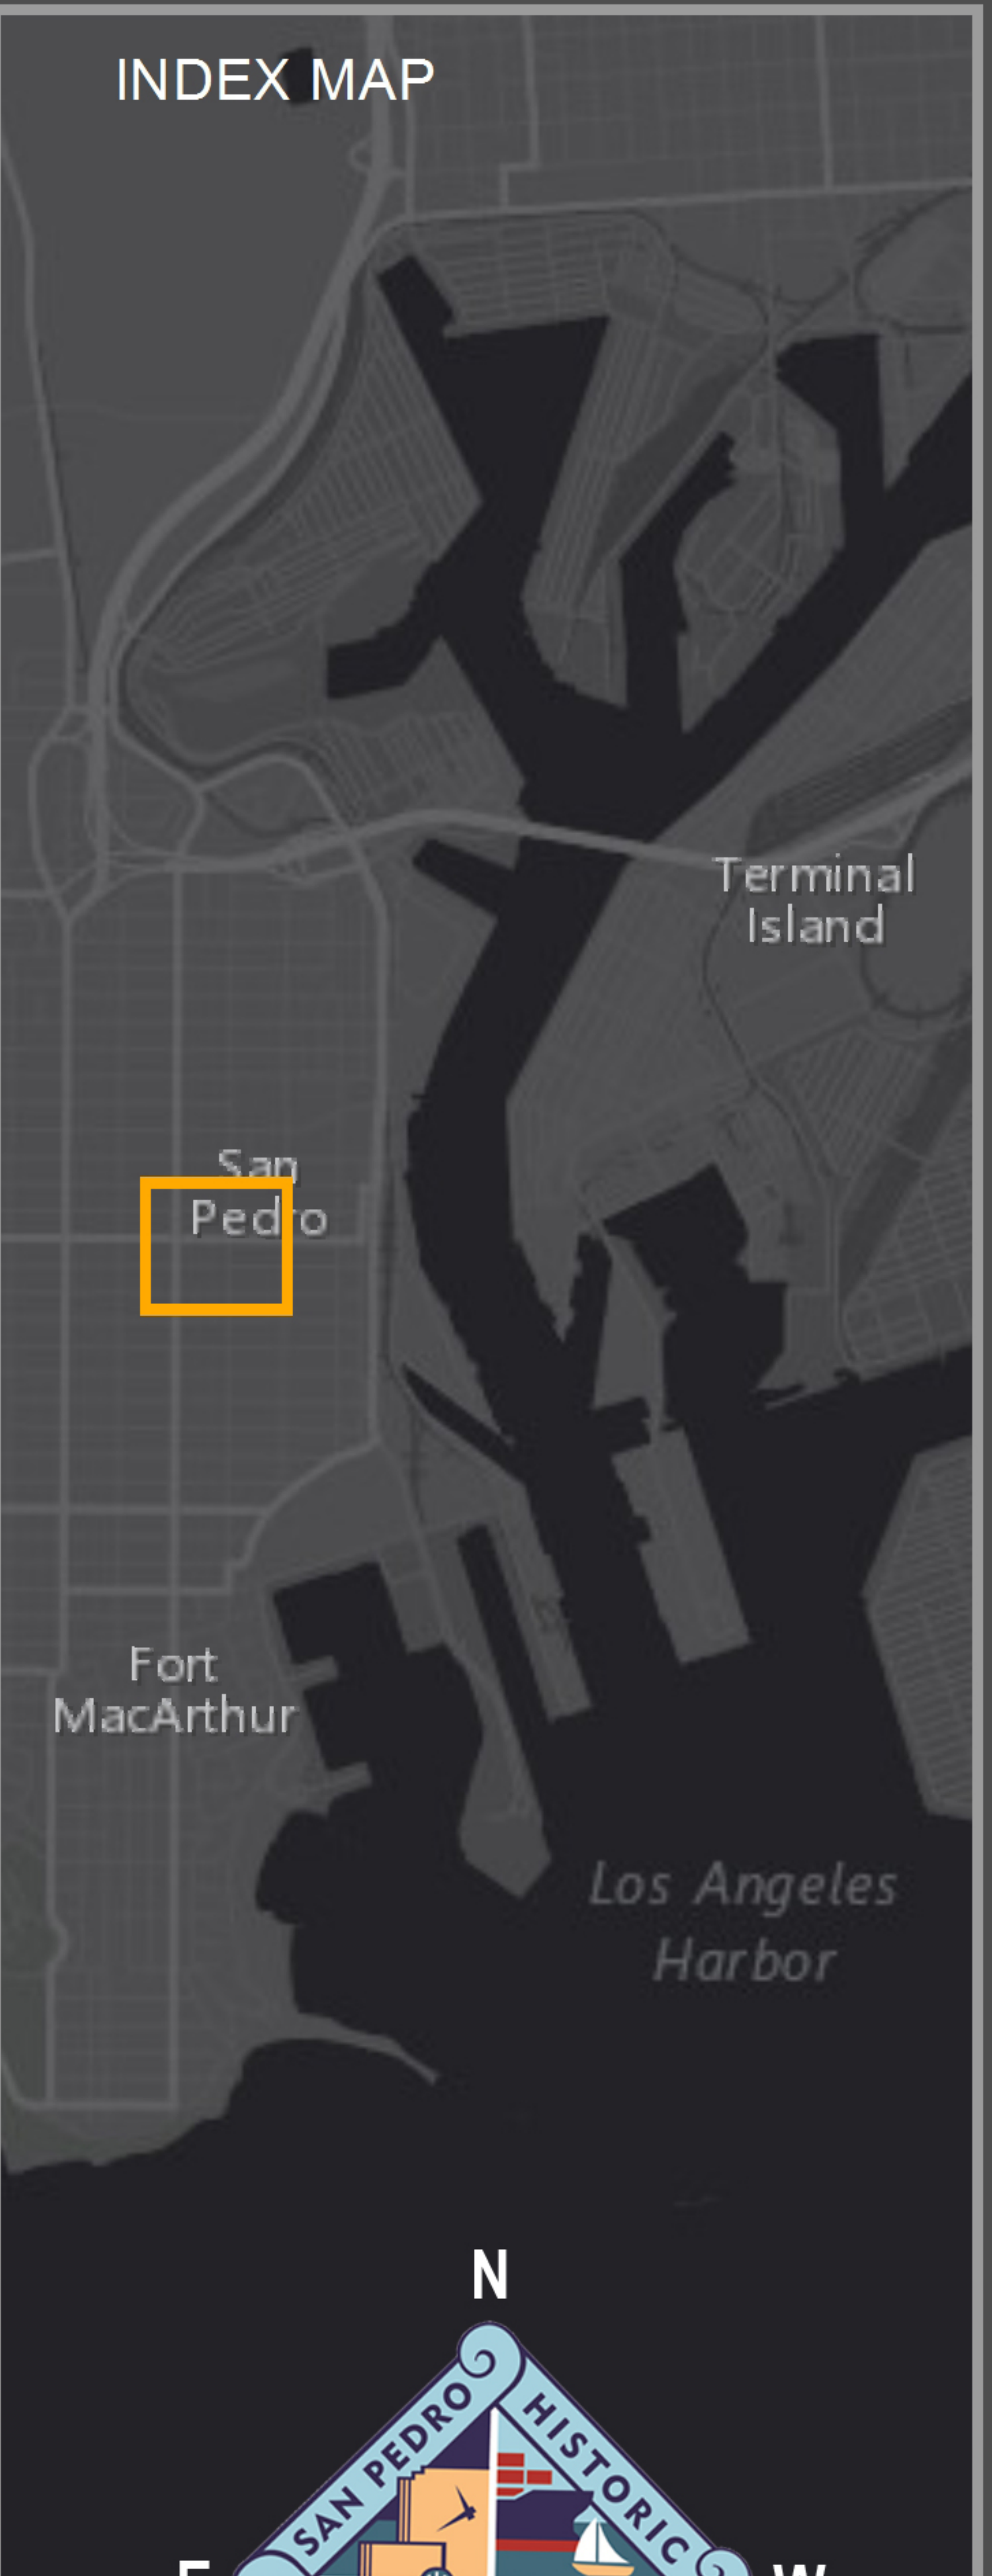 INDEX MAP
Terminal
Island
San
Pedro
Fort
MacArthur
Los Angeles
Harbor
N
SAN PEDRO
HISTORIC